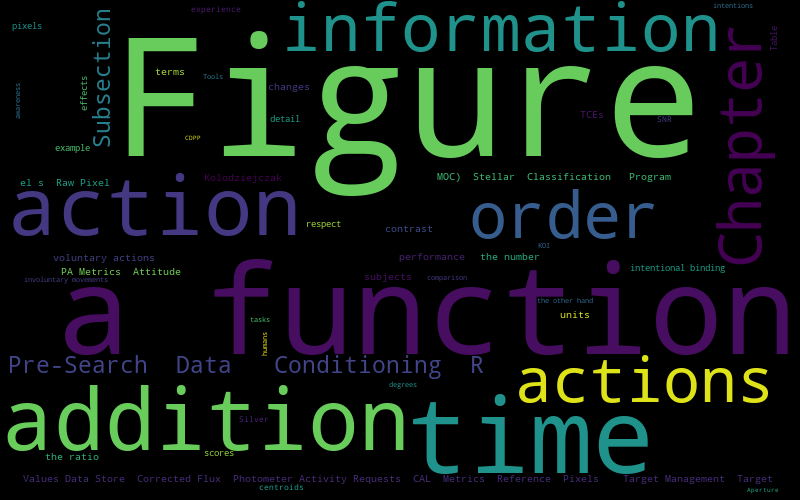 experience
intentions
information
pixels
Subsection
Figure
Chapter
Table
terms
Tools
changes
effects
awareness
detail
TCEs
SNR
CDPP
example
el s  Raw Pixel
Kolodziejczak
MOC)  Stellar  Classification   Program
action
order
respect
contrast
KOI
voluntary actions
performance
the number
PA Metrics  Attitude
intentional binding
involuntary movements
subjects
comparison
a function
the other hand
units
tasks
humans
Pre-Search  Data   Conditioning  R
actions
degrees
addition
time
Silver
the ratio
scores
Values Data Store  Corrected Flux  Photometer Activity Requests  CAL  Metrics  Reference  Pixels    Target Management  Target
centroids
Aperture